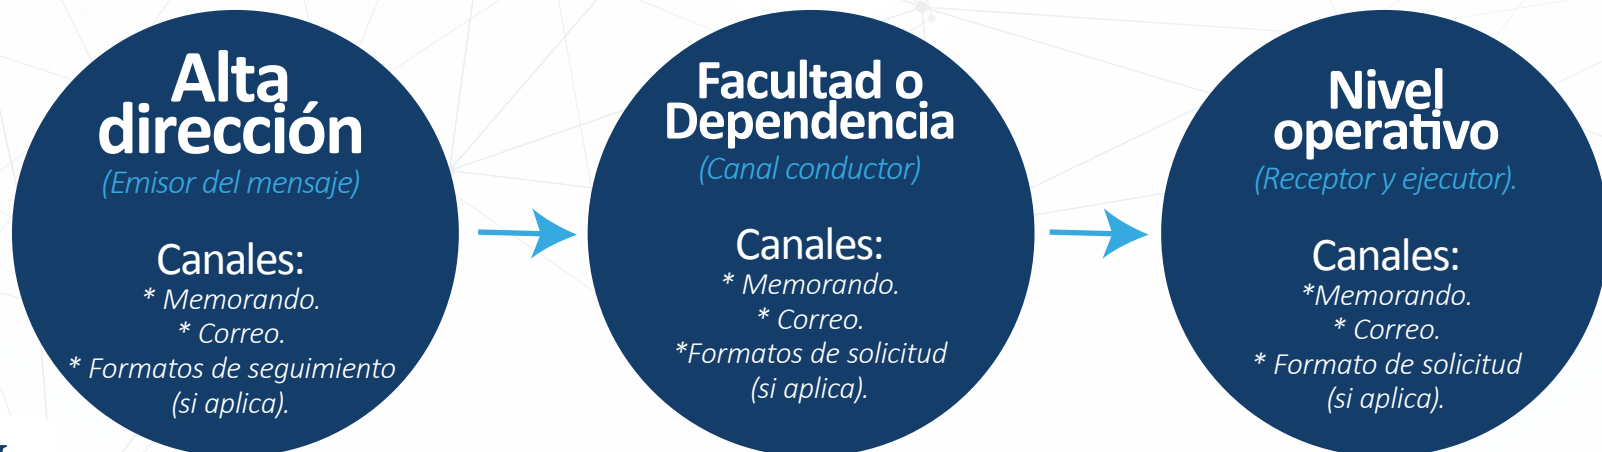 Alta
dirección
(Emisor del mensaje)
Canales:
* Memorando.
* Correo.
* Formatos de seguimiento
(si aplica).
Facultad o
Dependencia
(Canal conductor)
Canales:
* Memorando.
* Correo.
*Formatos de solicitud
(si aplica).
Nivel
operativo
(Receptor y ejecutor).
Canales:
*Memorando.
* Correo.
* Formato de solicitud
(si aplica).